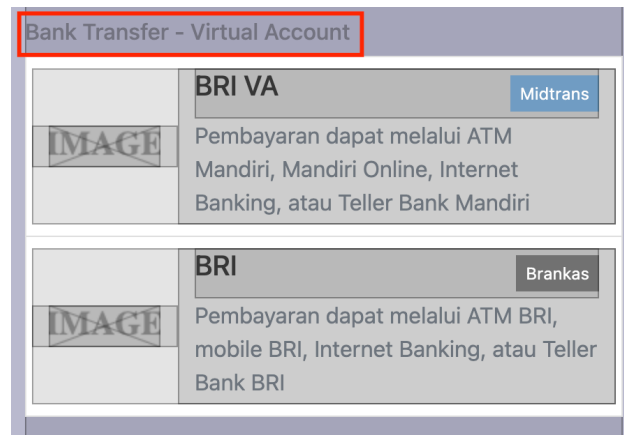 Bank Transfer - Virtual Account
BRI VA
Midtrans
IMAGE
Pembayaran dapat melalui ATM
Mandiri, Mandiri Online, Internet
Banking, atau Teller Bank Mandiri
BRI
Brankas
IMAGE
Pembayaran dapat melalui ATM BRI,
mobile BRI, Internet Banking, atau Teller
Bank BRI